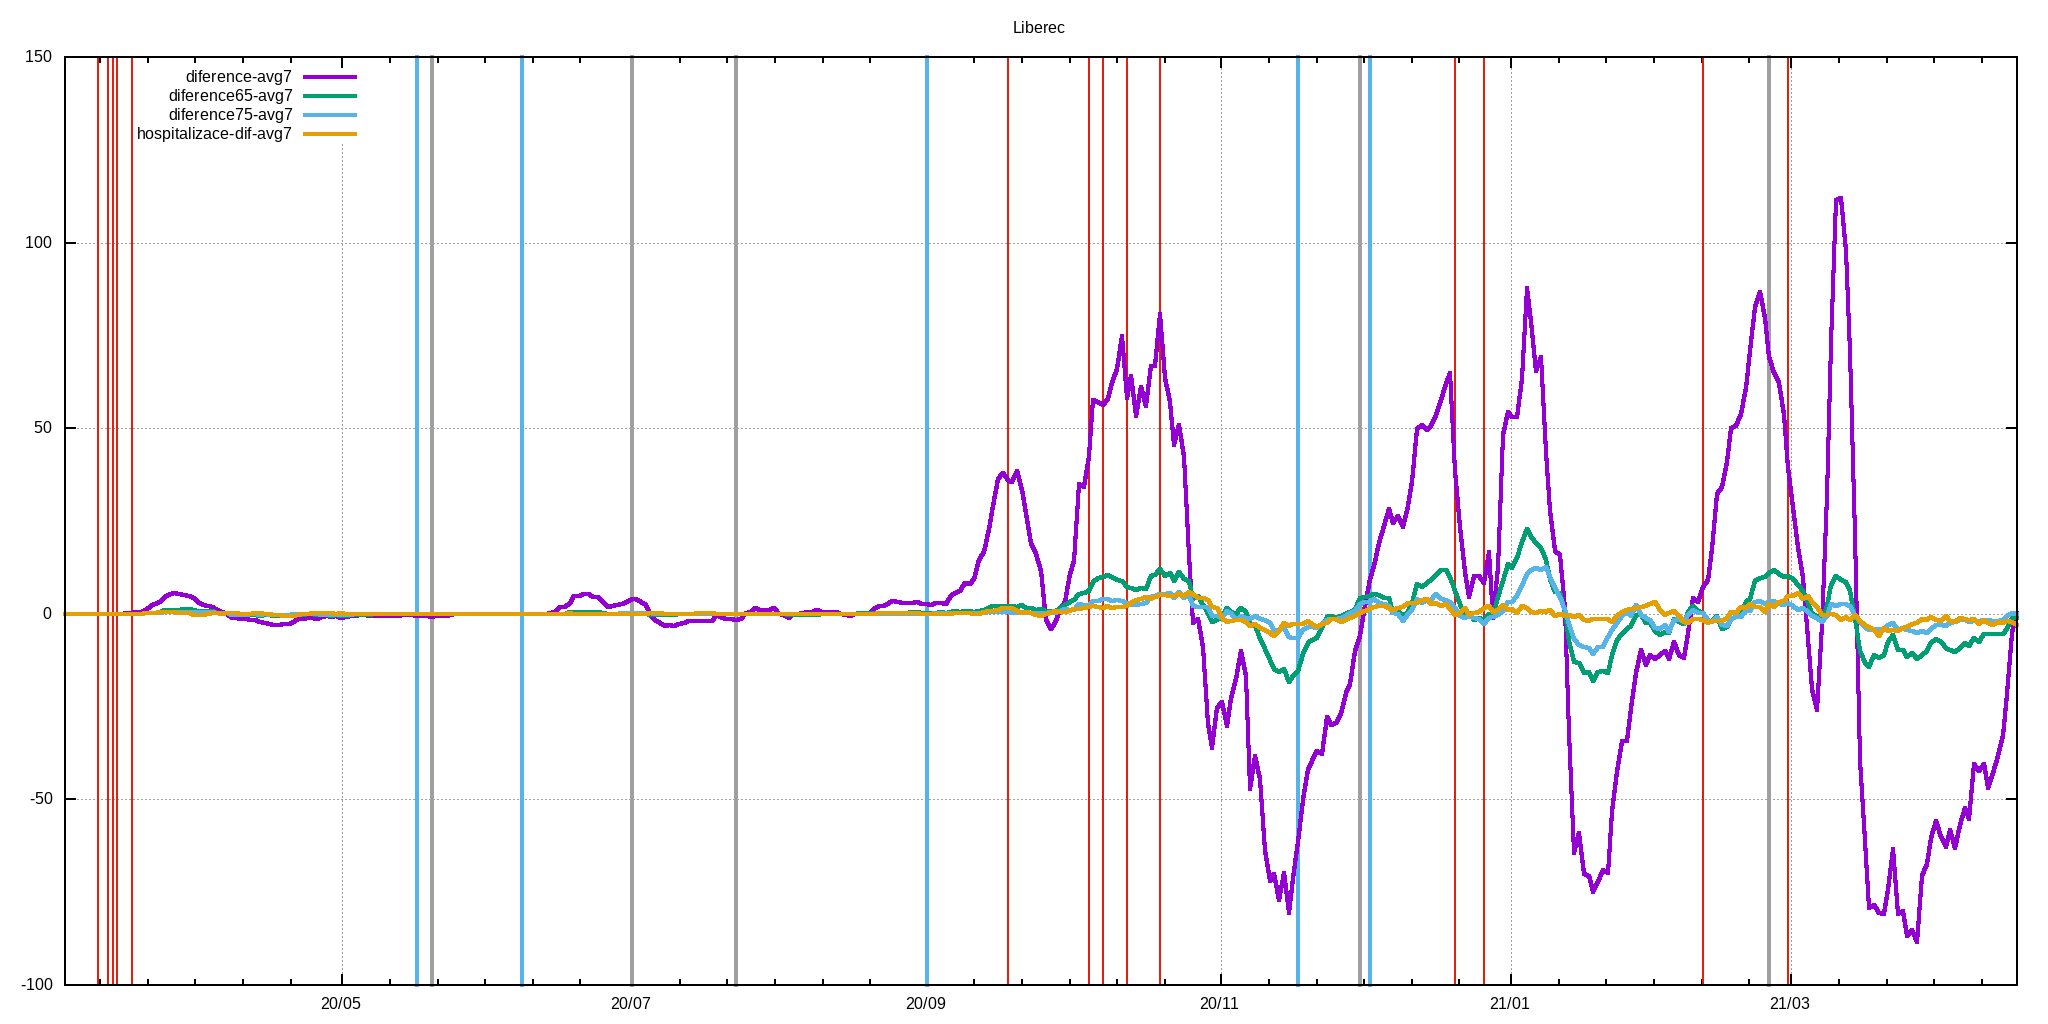 Liberec
150
diference-avg7
diference65-avg7
diference75-avg7
hospitalizace-dif-avg7
100
50
0
-50
-100
20/05 20/07 20/09 20/11 21/01 21/03